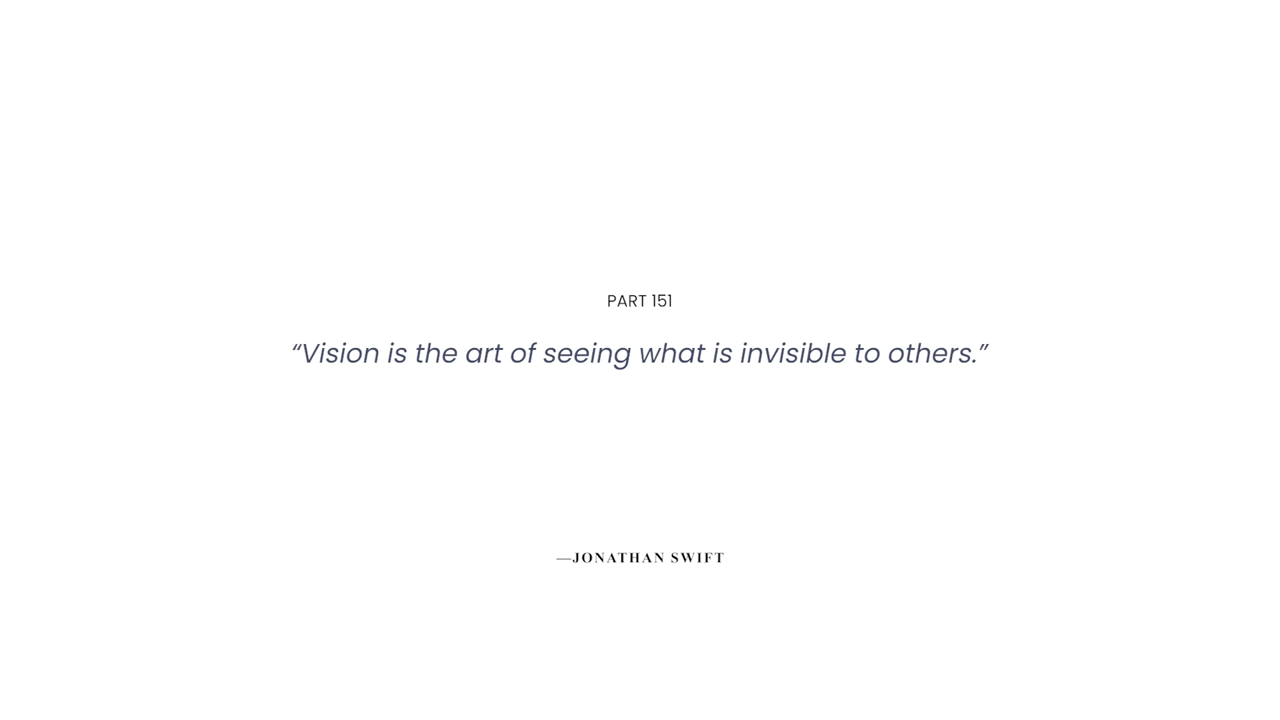 PART 151
“Vision is the art of seeing what is invisible to others.”
—JONATHAN SWIFT